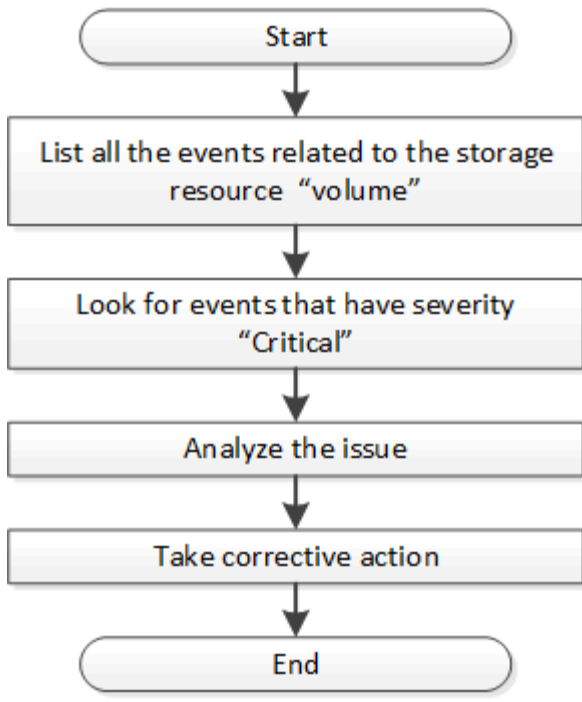 Start
List all the events related to the storage
resource “volume”
Look for events that have severity
“Critical”
Analyze the issue
Take corrective action
End